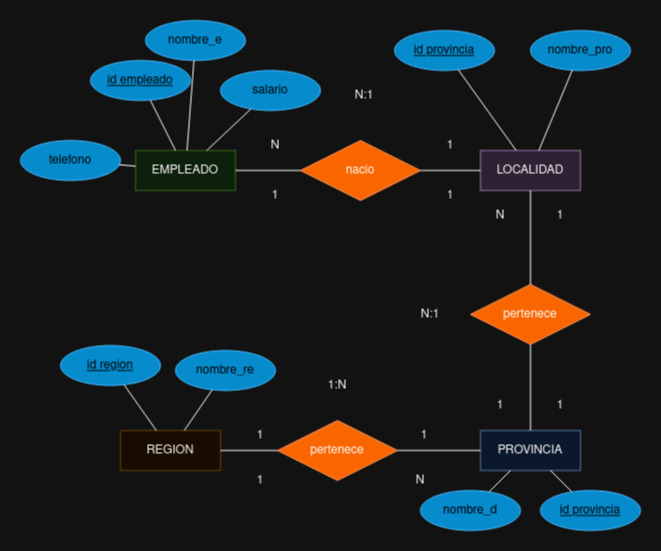 nombre_e
id empleado
salario
telefono
EMPLEADO
N:1
N
1
nacio
1
1
id provincia
nombre_pro
LOCALIDAD
N
1
N:1
pertenece
1
1
id region
nombre_re
REGION
1:N
1
1
pertenece
1
N
PROVINCIA
nombre_d
id provincia